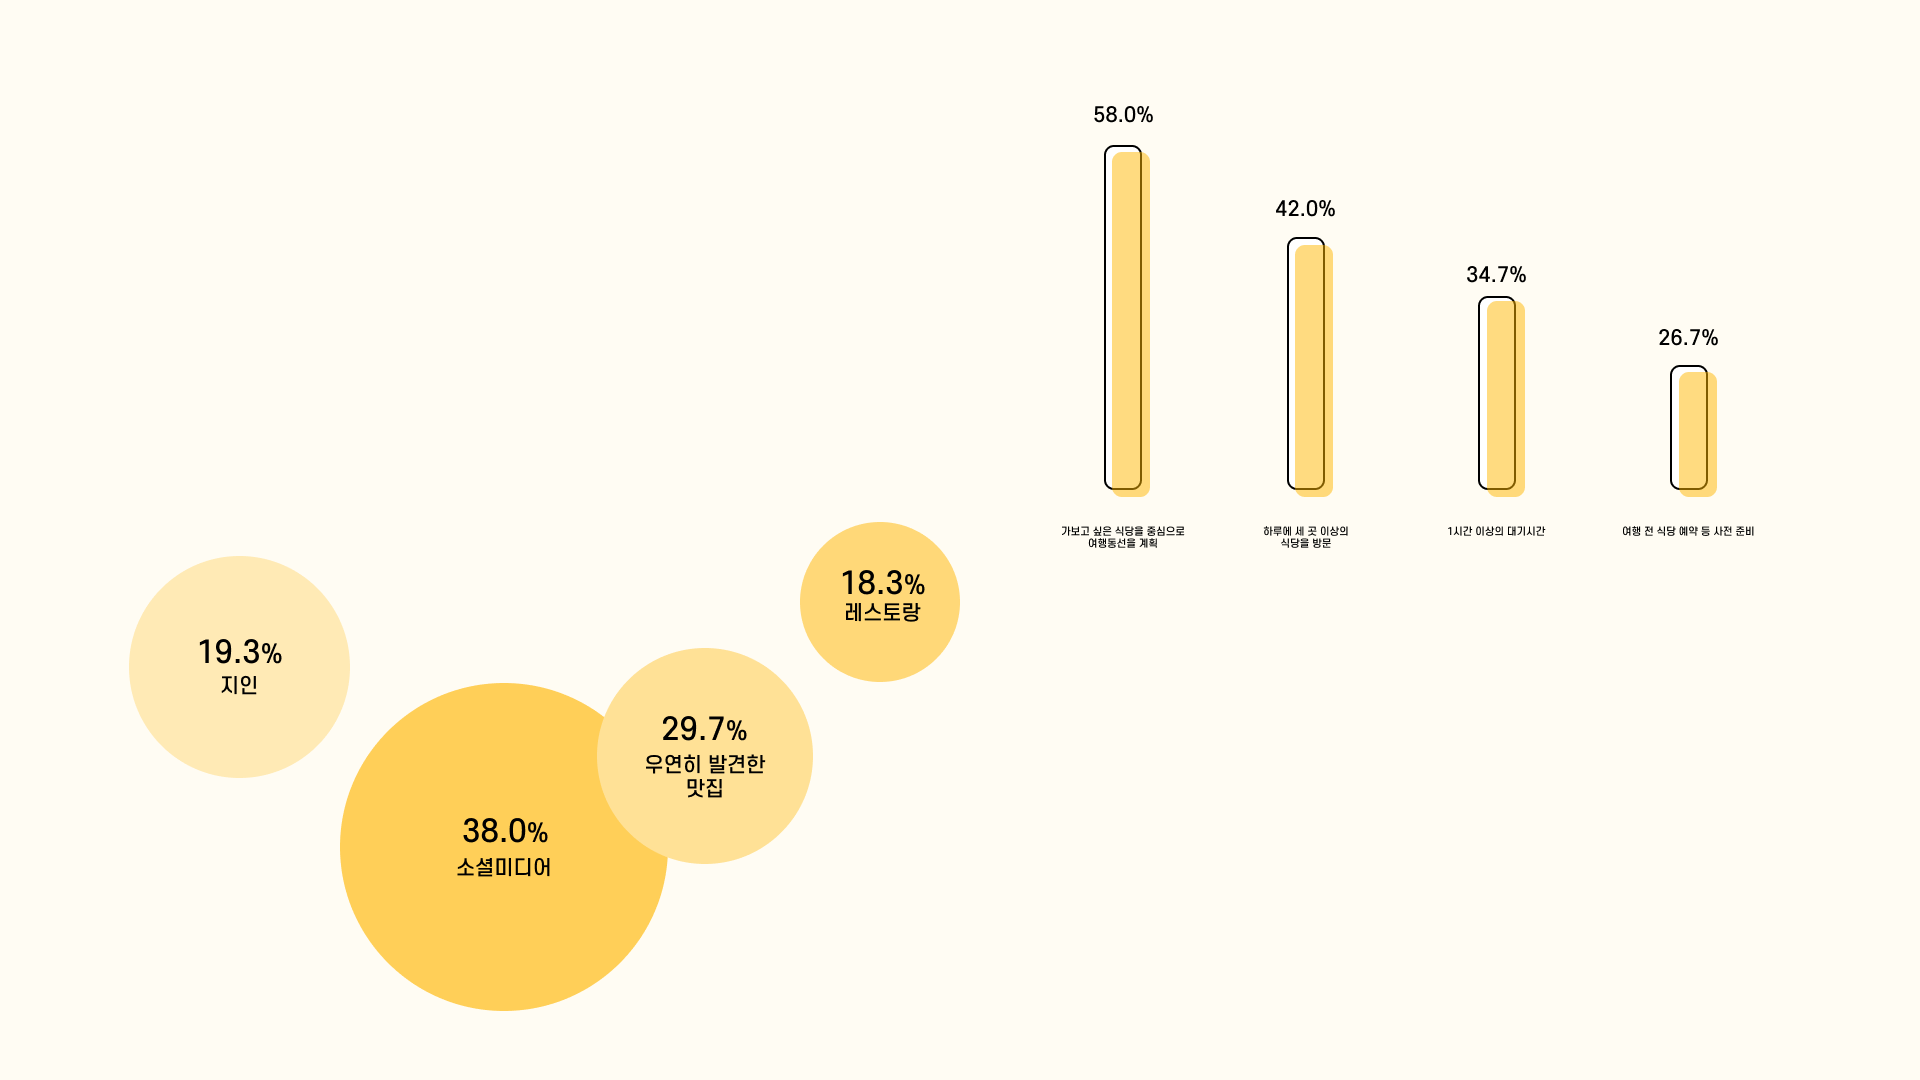 58.0%
42.0%
34.7%
26.7%
가보고 싶은 식당을 중심으로
여행동선을 계획
하루에 세 곳 이상의
식당을 방문
1시간 이상의 대기시간
여행 전 식당 예약 등 사전 준비
19.3%
지인
38.0%
소셜미디어
29.7%
우연히 발견한
맛집
18.3%
레스토랑